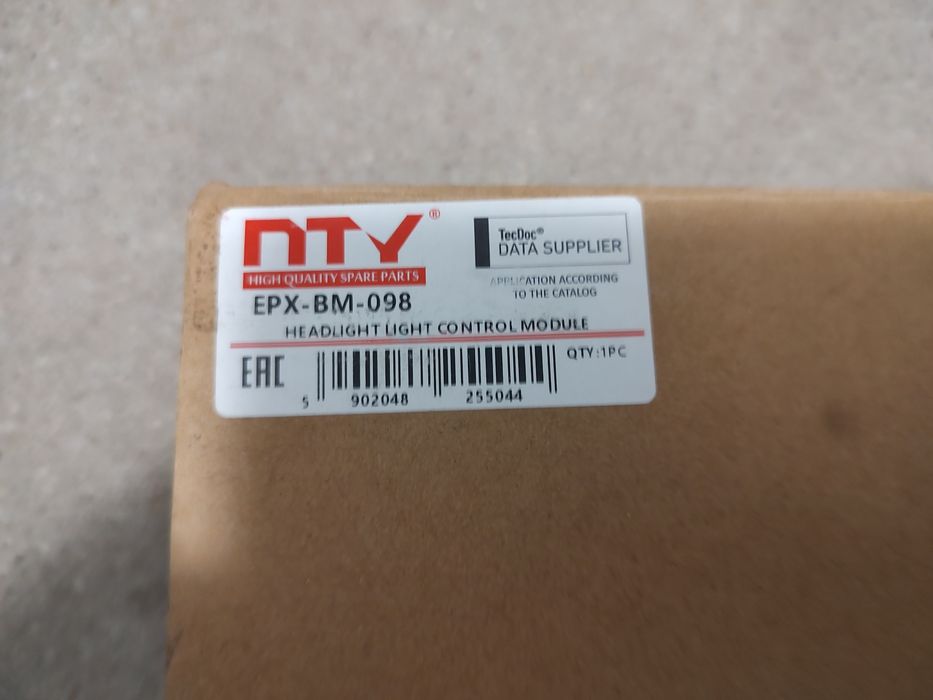 NTY®
HIGH QUALITY SPARE PARTS
TecDoc®
DATA SUPPLIER
APPLICATION ACCORDING
TO THE CATALOG
EPX-BM-098
HEADLIGHT LIGHT CONTROL MODULE
EAC
QTY:1PC
5 902048 255044